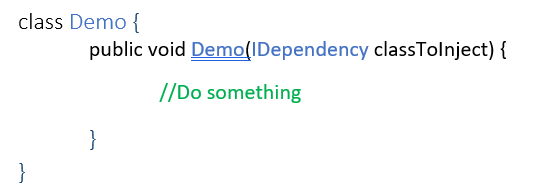 class Demo {
public void Demo(IDependency classToInject) {
//Do something
}
}